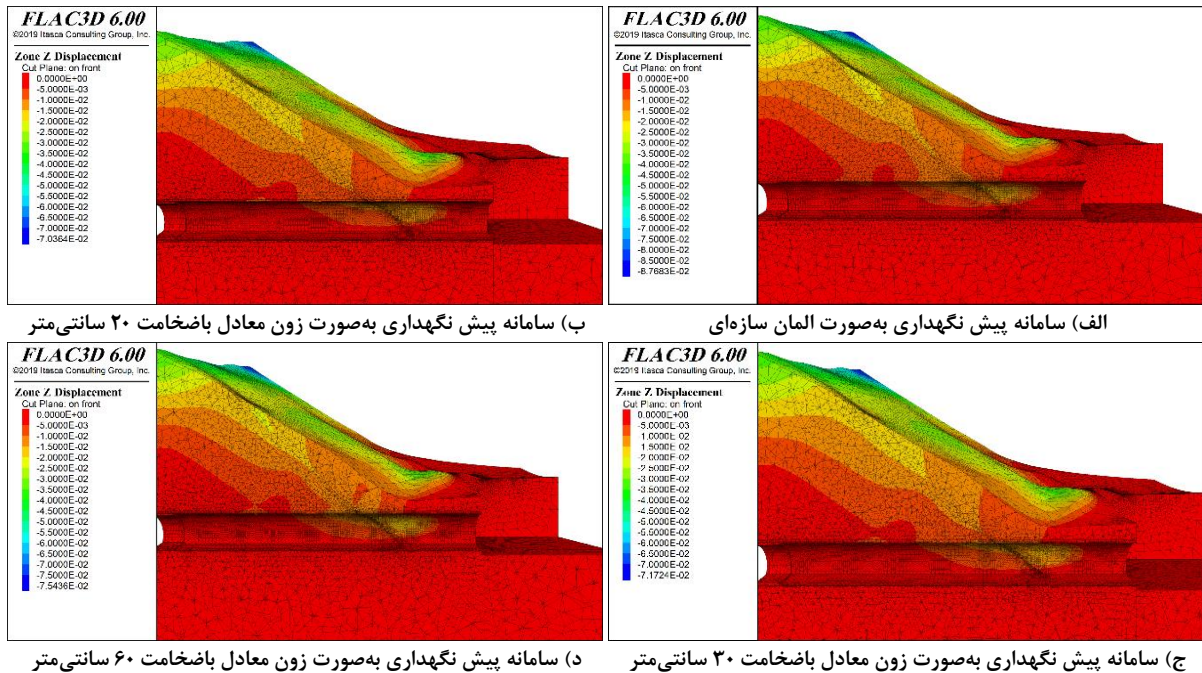 FLAC3D 6.00
©2019 Itasca Consulting Group, Inc.
Zone Z Displacement
Cut Plane: on front
0.0000E+00
-5.0000E-03
-1.0000E-02
-1.5000E-02
-2.0000E-02
-2.5000E-02
-3.0000E-02
-3.5000E-02
-4.0000E-02
-4.5000E-02
-5.0000E-02
-5.5000E-02
-6.0000E-02
-6.5000E-02
-7.0000E-02
-7.5000E-02
-8.0000E-02
-8.5000E-02
-8.7683E-02
الف) سامانه پیش نگهداری به‌صورت المان سازه‌ای
FLAC3D 6.00
©2019 Itasca Consulting Group, Inc.
Zone Z Displacement
Cut Plane: on front
0.0000E+00
-5.0000E-03
-1.0000E-02
-1.5000E-02
-2.0000E-02
-2.5000E-02
-3.0000E-02
-3.5000E-02
-4.0000E-02
-4.5000E-02
-5.0000E-02
-5.5000E-02
-6.0000E-02
-6.5000E-02
-7.0000E-02
-7.0364E-02
ب) سامانه پیش نگهداری به‌صورت زون معادل باضخامت ۲۰ سانتی‌متر
FLAC3D 6.00
©2019 Itasca Consulting Group, Inc.
Zone Z Displacement
Cut Plane: on front
0.0000E+00
-5.0000E-03
-1.0000E-02
-1.5000E-02
-2.0000E-02
-2.5000E-02
-3.0000E-02
-3.5000E-02
-4.0000E-02
-4.5000E-02
-5.0000E-02
-5.5000E-02
-6.0000E-02
-6.5000E-02
-7.0000E-02
-7.1724E-02
ج) سامانه پیش نگهداری به‌صورت زون معادل باضخامت ۳۰ سانتی‌متر
FLAC3D 6.00
©2019 Itasca Consulting Group, Inc.
Zone Z Displacement
Cut Plane: on front
0.0000E+00
-5.0000E-03
-1.0000E-02
-1.5000E-02
-2.0000E-02
-2.5000E-02
-3.0000E-02
-3.5000E-02
-4.0000E-02
-4.5000E-02
-5.0000E-02
-5.5000E-02
-6.0000E-02
-6.5000E-02
-7.0000E-02
-7.5000E-02
-7.5436E-02
د) سامانه پیش نگهداری به‌صورت زون معادل باضخامت ۶۰ سانتی‌متر